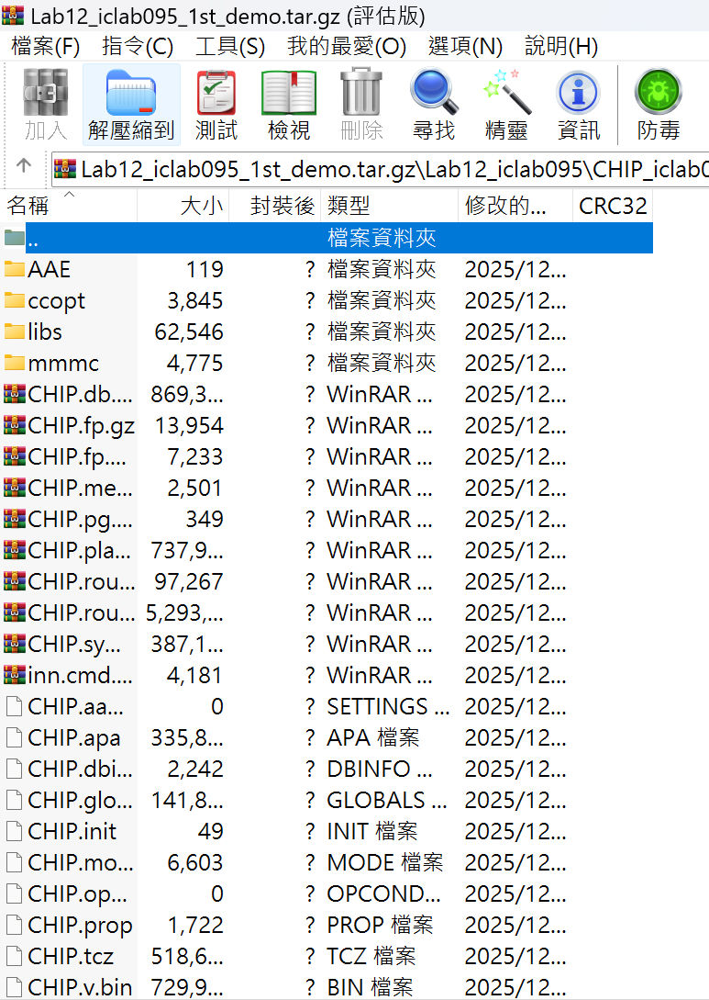 Lab12_iclab095_1st_demo.tar.gz (評估版)
檔案(F) 指令(C) 工具(S) 我的最愛(O) 選項(N) 說明(H)
加入 解壓縮到 測試 檢視 刪除 尋找 精靈 資訊 防毒
Lab12_iclab095_1st_demo.tar.gz\Lab12_iclab095\CHIP_iclab0
名稱 大小 封裝後 類型 修改的... CRC32
.. 檔案資料夾
AAE 119 ? 檔案資料夾 2025/12...
ccopt 3,845 ? 檔案資料夾 2025/12...
libs 62,546 ? 檔案資料夾 2025/12...
mmmc 4,775 ? 檔案資料夾 2025/12...
CHIP.db.... 869,3... ? WinRAR ... 2025/12...
CHIP.fp.gz 13,954 ? WinRAR ... 2025/12...
CHIP.fp.... 7,233 ? WinRAR ... 2025/12...
CHIP.me... 2,501 ? WinRAR ... 2025/12...
CHIP.pg.... 349 ? WinRAR ... 2025/12...
CHIP.pla... 737,9... ? WinRAR ... 2025/12...
CHIP.rou... 97,267 ? WinRAR ... 2025/12...
CHIP.rou... 5,293,... ? WinRAR ... 2025/12...
CHIP.sy... 387,1... ? WinRAR ... 2025/12...
inn.cmd.... 4,181 ? WinRAR ... 2025/12...
CHIP.aa... 0 ? SETTINGS ... 2025/12...
CHIP.apa 335,8... ? APA 檔案 2025/12...
CHIP.dbi... 2,242 ? DBINFO ... 2025/12...
CHIP.glo... 141,8... ? GLOBALS ... 2025/12...
CHIP.init 49 ? INIT 檔案 2025/12...
CHIP.mo... 6,603 ? MODE 檔案 2025/12...
CHIP.op... 0 ? OPCOND... 2025/12...
CHIP.prop 1,722 ? PROP 檔案 2025/12...
CHIP.tcz 518,6... ? TCZ 檔案 2025/12...
CHIP.v.bin 729,9... ? BIN 檔案 2025/12...